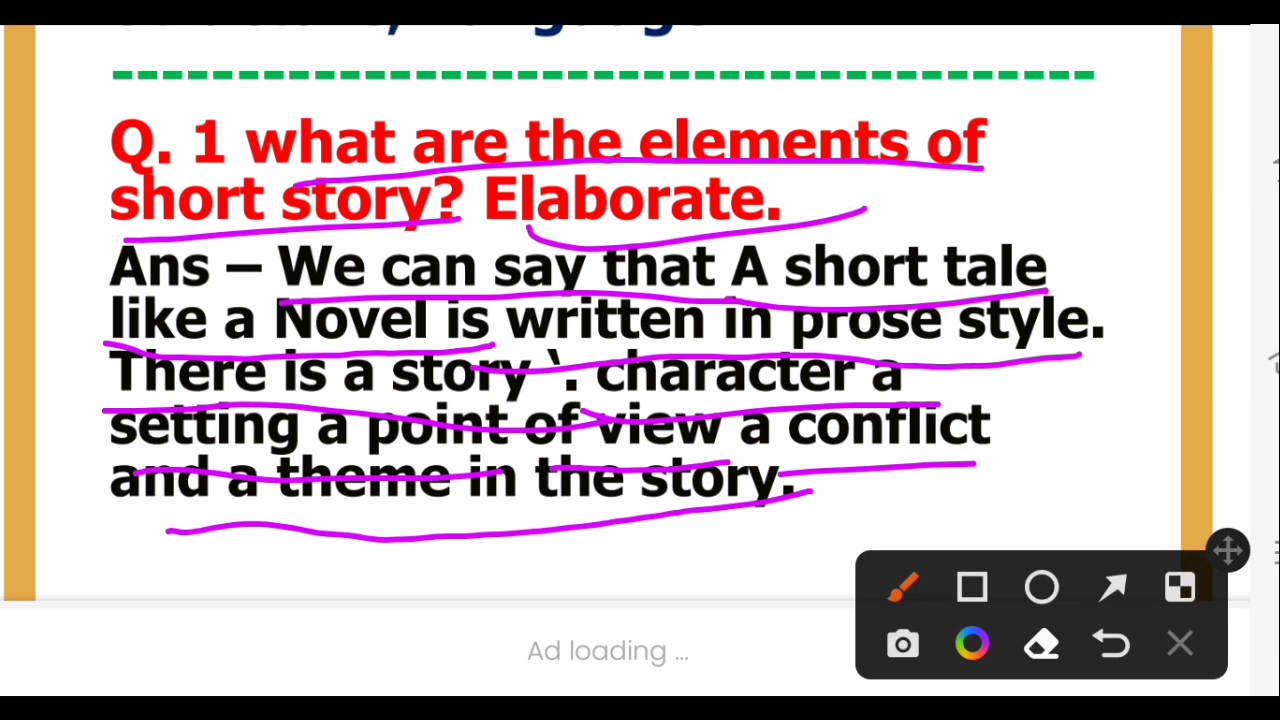 Q. 1 what are the elements of
short story? Elaborate.
Ans – We can say that A short tale
like a Novel is written in prose style.
There is a story ‵. character a
setting a point of view a conflict
and a theme in the story.
Ad loading ...